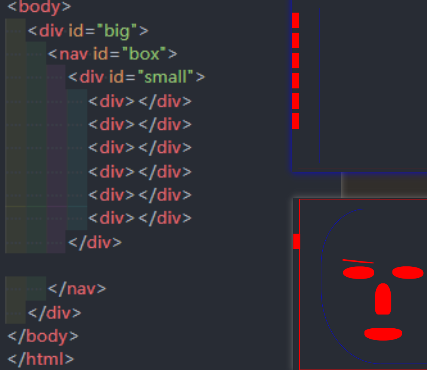 <body>
<div id="big">
<nav id="box">
<div id="small">
<div></div>
<div></div>
<div></div>
<div></div>
<div></div>
<div></div>
</div>
</nav>
</div>
</body>
</html>